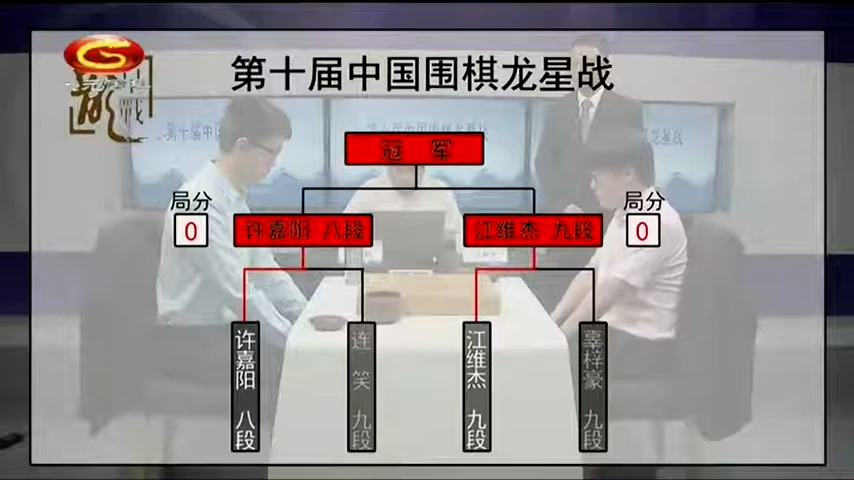 第十届中国围棋龙星战
冠 军
局分
0
许嘉阳 八段
江维杰 九段
局分
0
许嘉阳 八段
连 笑 九段
江维杰 九段
辜梓豪 九段